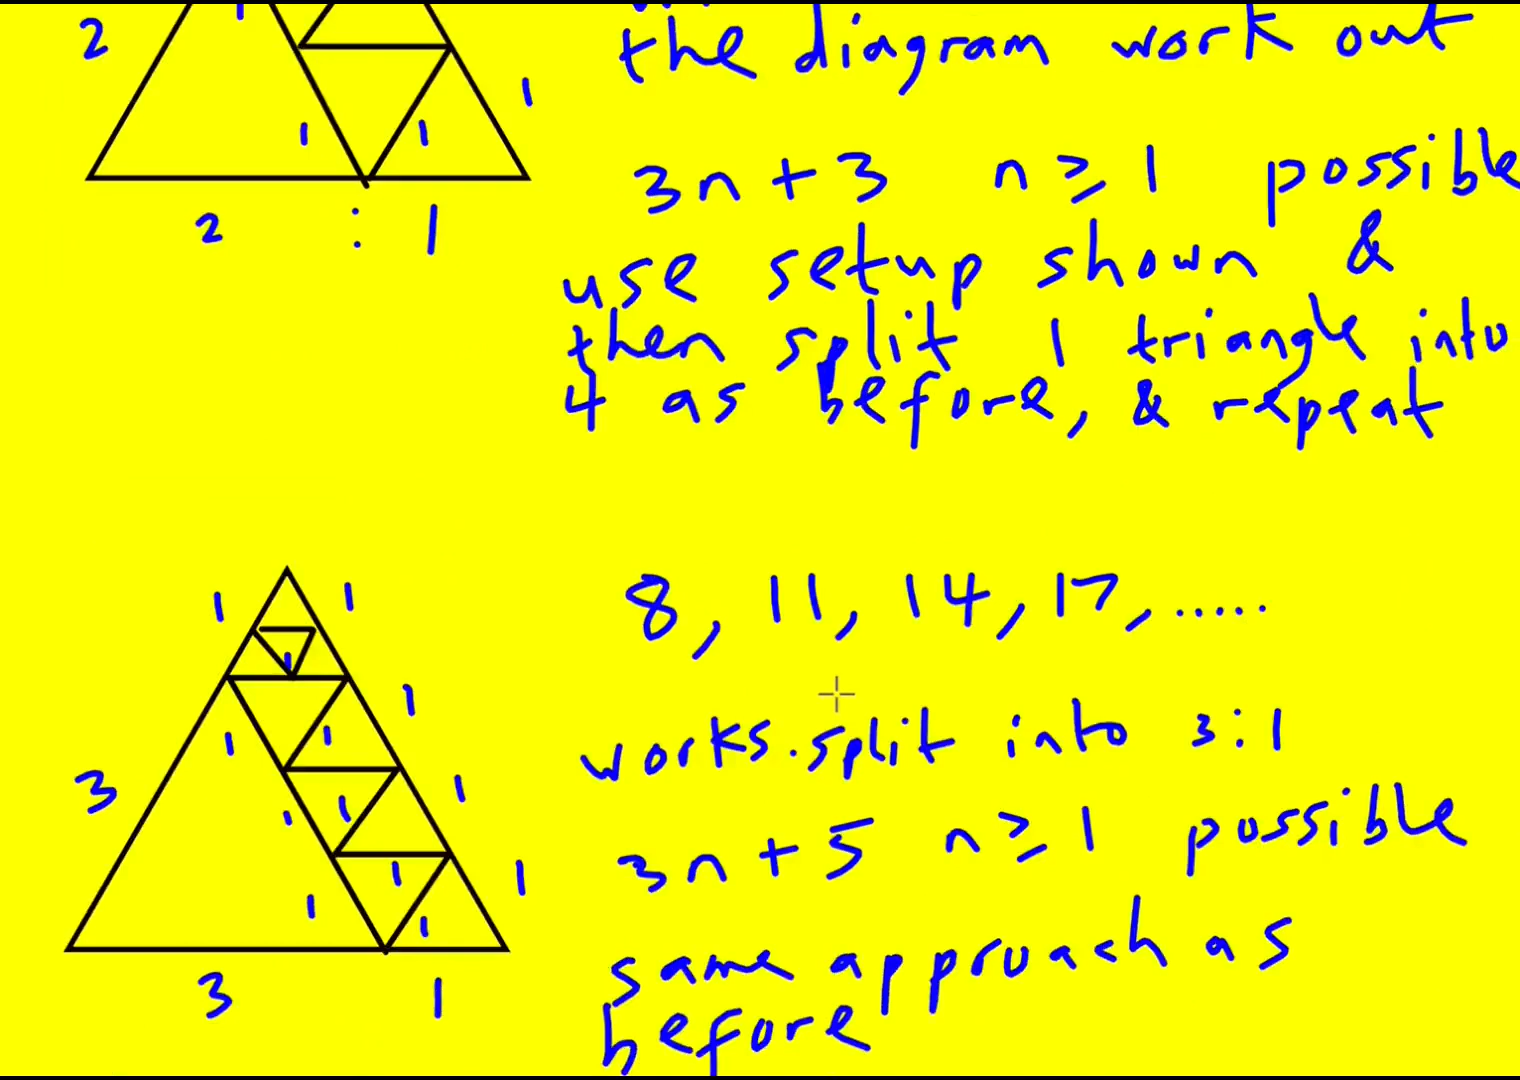 the diagram work out
2
1
1
1
1
2 : 1
3n + 3 n ≥ 1 possible
use setup shown &
then split 1 triangle into
4 as before, & repeat
8, 11, 14, 17, .....
works. split into 3:1
3n + 5 n ≥ 1 possible
same approach as
before
1
1
1
1
1
1
3
1
1
1
1
1
1
1
3
1